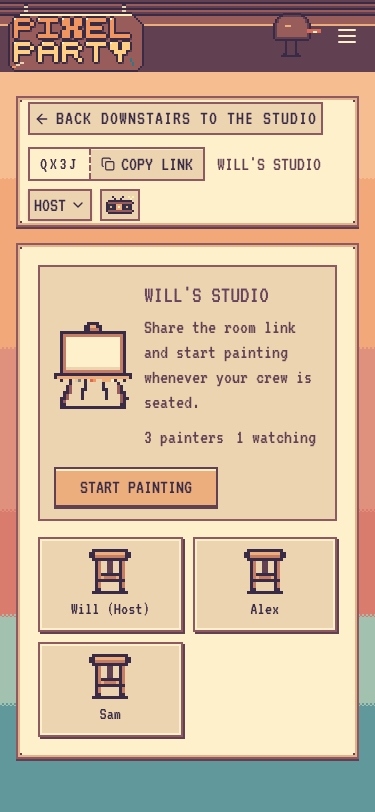 PIXEL
PARTY
← BACK DOWNSTAIRS TO THE STUDIO
QX3J
COPY LINK
WILL'S STUDIO
HOST
WILL'S STUDIO
Share the room link
and start painting
whenever your crew is
seated.
3 painters 1 watching
START PAINTING
Will (Host)
Alex
Sam